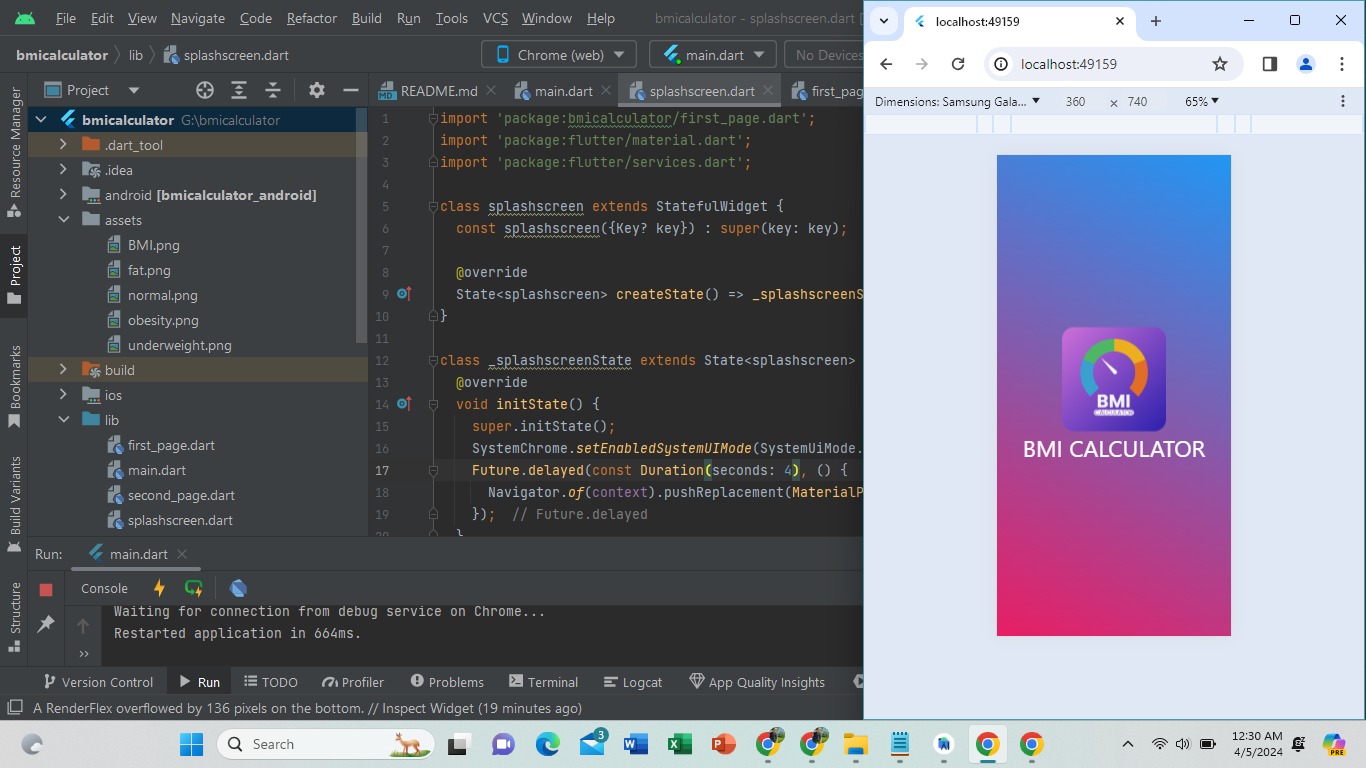 File Edit View Navigate Code Refactor Build Run Tools VCS Window Help bmicalculator - splashscreen.dart [
bmicalculator lib splashscreen.dart Chrome (web) main.dart No Devices
Project README.md main.dart splashscreen.dart first_pag
Resource Manager
Project
Bookmarks
Build Variants
Structure
bmicalculator G:\bmicalculator
.dart_tool
.idea
android [bmicalculator_android]
assets
BMI.png
fat.png
normal.png
obesity.png
underweight.png
build
ios
lib
first_page.dart
main.dart
second_page.dart
splashscreen.dart
1 import 'package:bmicalculator/first_page.dart';
2 import 'package:flutter/material.dart';
3 import 'package:flutter/services.dart';
4
5 class splashscreen extends StatefulWidget {
6 const splashscreen({Key? key}) : super(key: key);
7
8 @override
9 State<splashscreen> createState() => _splashscreenS
10 }
11
12 class _splashscreenState extends State<splashscreen>
13 @override
14 void initState() {
15 super.initState();
16 SystemChrome.setEnabledSystemUIMode(SystemUiMode.
17 Future.delayed(const Duration(seconds: 4), () {
18 Navigator.of(context).pushReplacement(MaterialP
19 }); // Future.delayed
20 }
Run: main.dart
Console
Waiting for connection from debug service on Chrome...
Restarted application in 664ms.
Version Control Run TODO Profiler Problems Terminal Logcat App Quality Insights
A RenderFlex overflowed by 136 pixels on the bottom. // Inspect Widget (19 minutes ago)
localhost:49159
localhost:49159
Dimensions: Samsung Gala... 360 × 740 65%
BMI
CALCULATOR
BMI CALCULATOR
Search
3
12:30 AM
4/5/2024
PRE